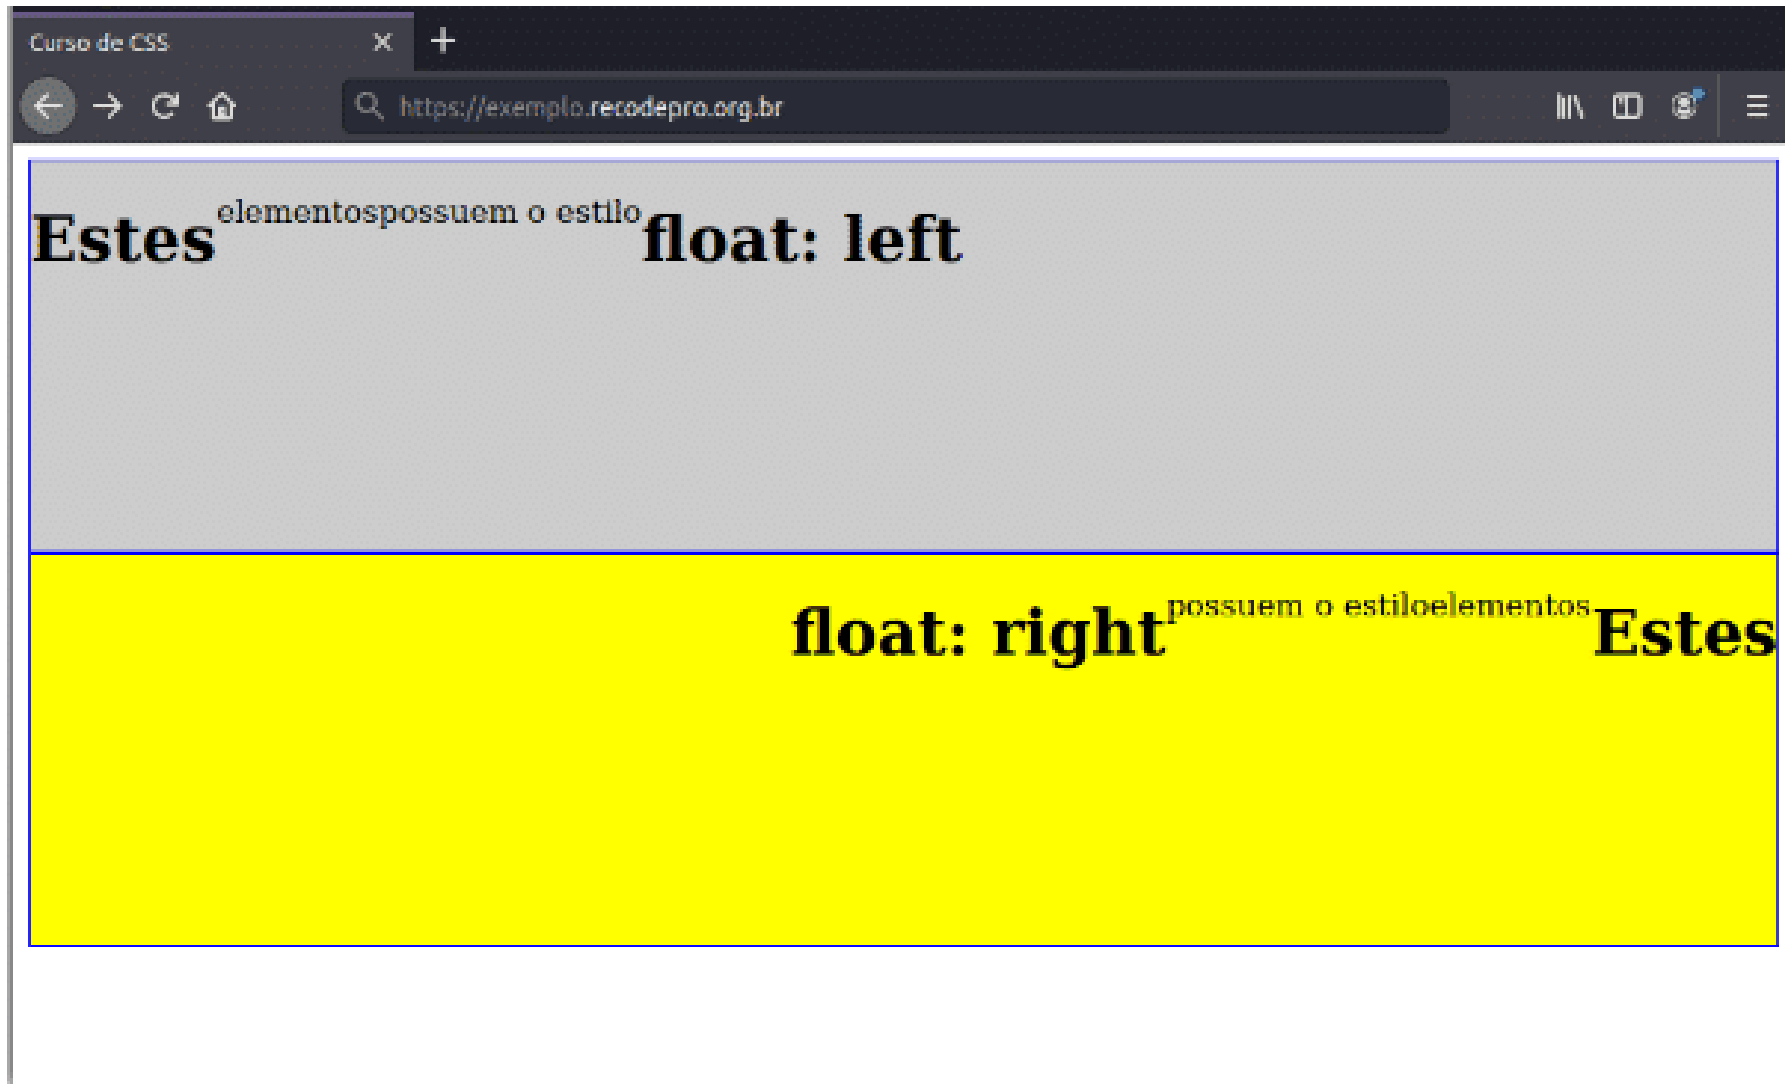 Curso de CSS
https://exemplo.recodepro.org.br
Estes elementospossuem o estilo float: left
float: right possuem o estiloelementos Estes